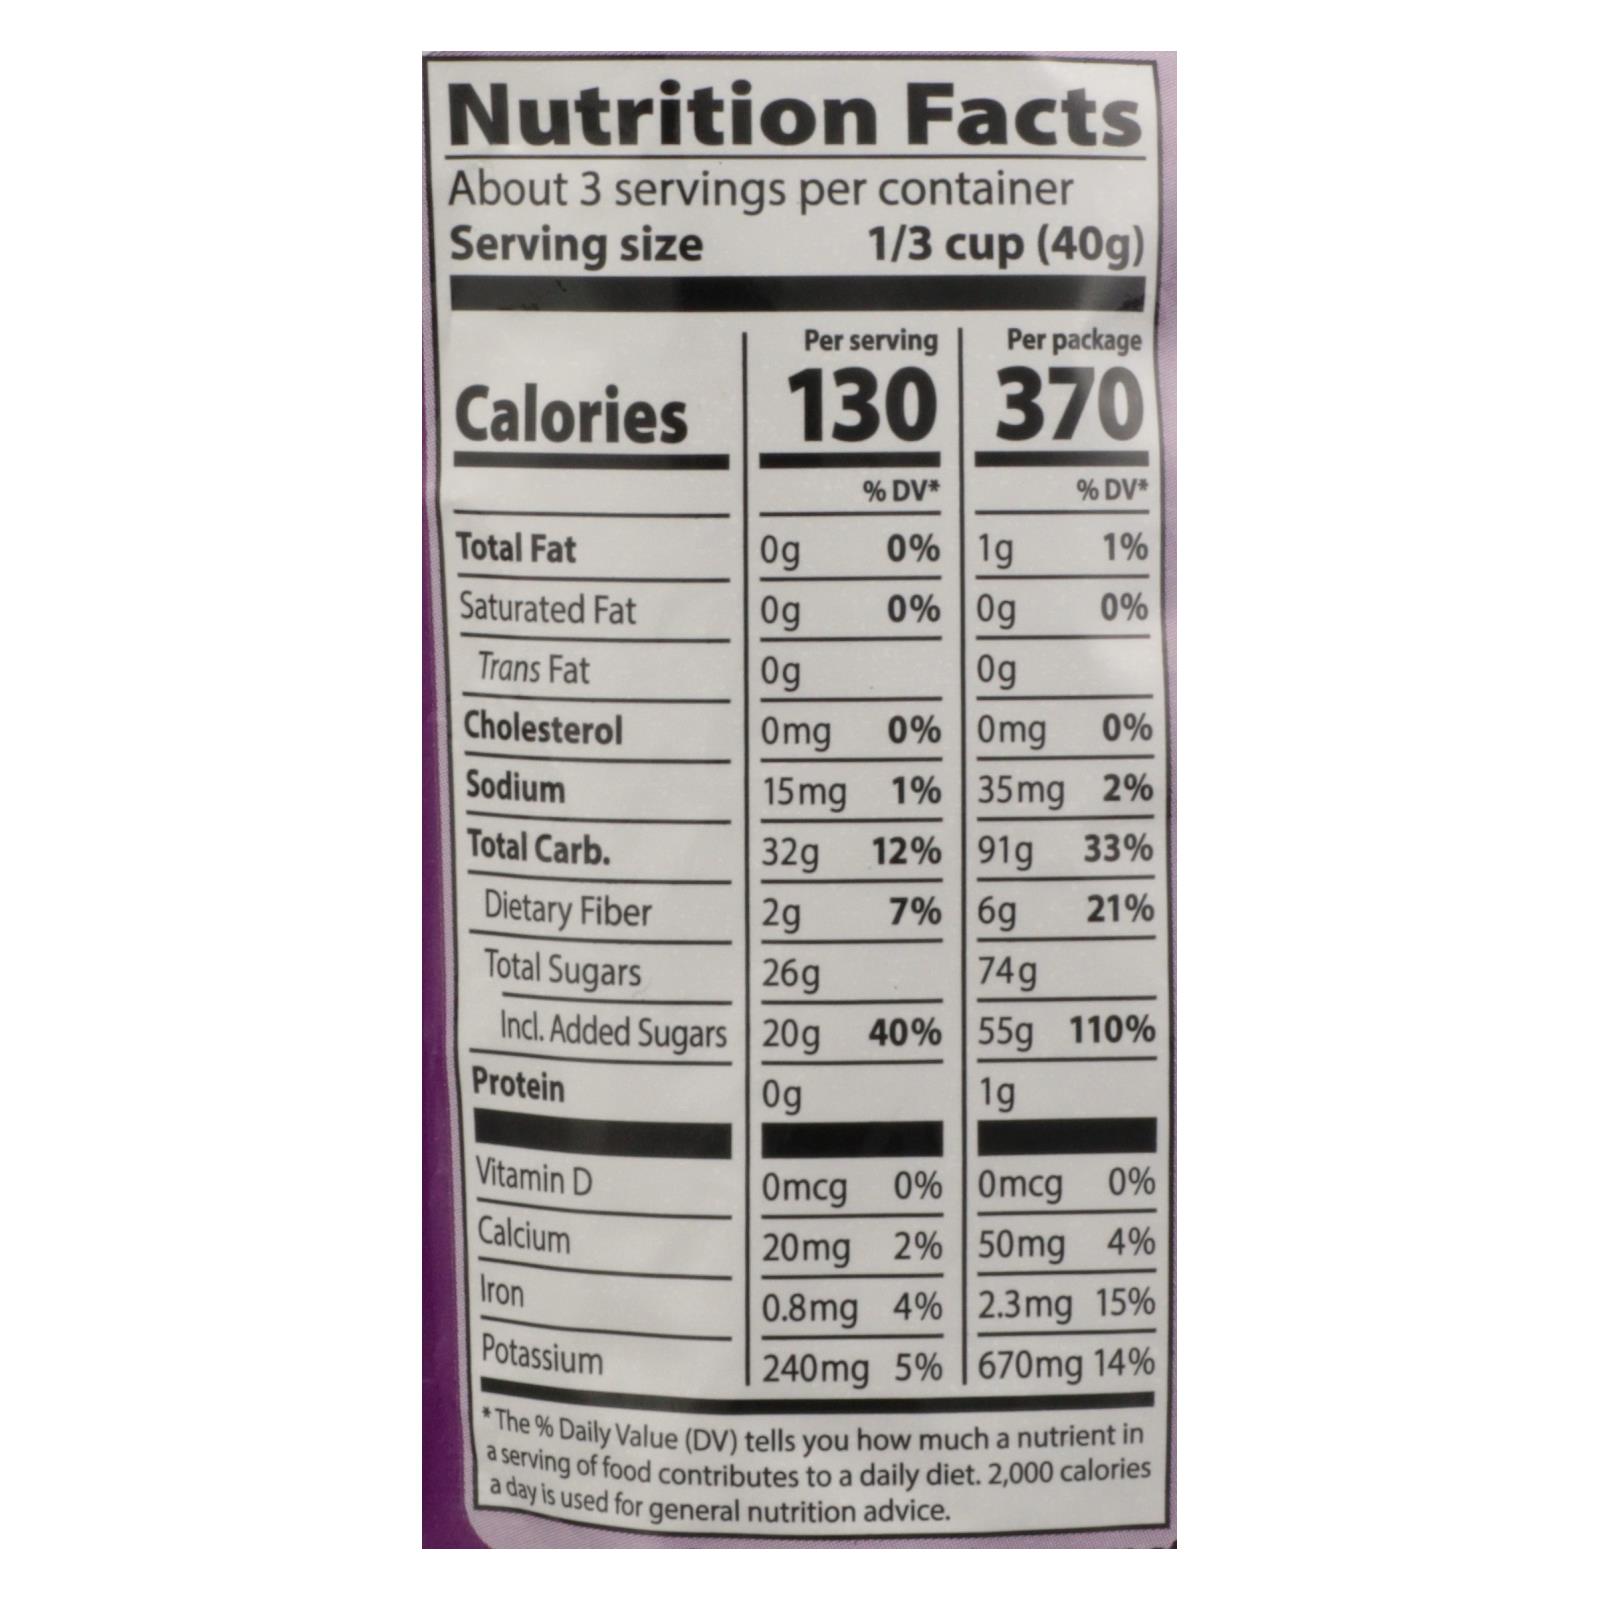 Nutrition Facts
About 3 servings per container
Serving size 1/3 cup (40g)
Per serving Per package
Calories 130 370
% DV* % DV*
Total Fat 0g 0% 1g 1%
Saturated Fat 0g 0% 0g 0%
Trans Fat 0g 0g
Cholesterol 0mg 0% 0mg 0%
Sodium 15mg 1% 35mg 2%
Total Carb. 32g 12% 91g 33%
Dietary Fiber 2g 7% 6g 21%
Total Sugars 26g 74g
Incl. Added Sugars 20g 40% 55g 110%
Protein 0g 1g
Vitamin D 0mcg 0% 0mcg 0%
Calcium 20mg 2% 50mg 4%
Iron 0.8mg 4% 2.3mg 15%
Potassium 240mg 5% 670mg 14%
*The % Daily Value (DV) tells you how much a nutrient in
a serving of food contributes to a daily diet. 2,000 calories
a day is used for general nutrition advice.